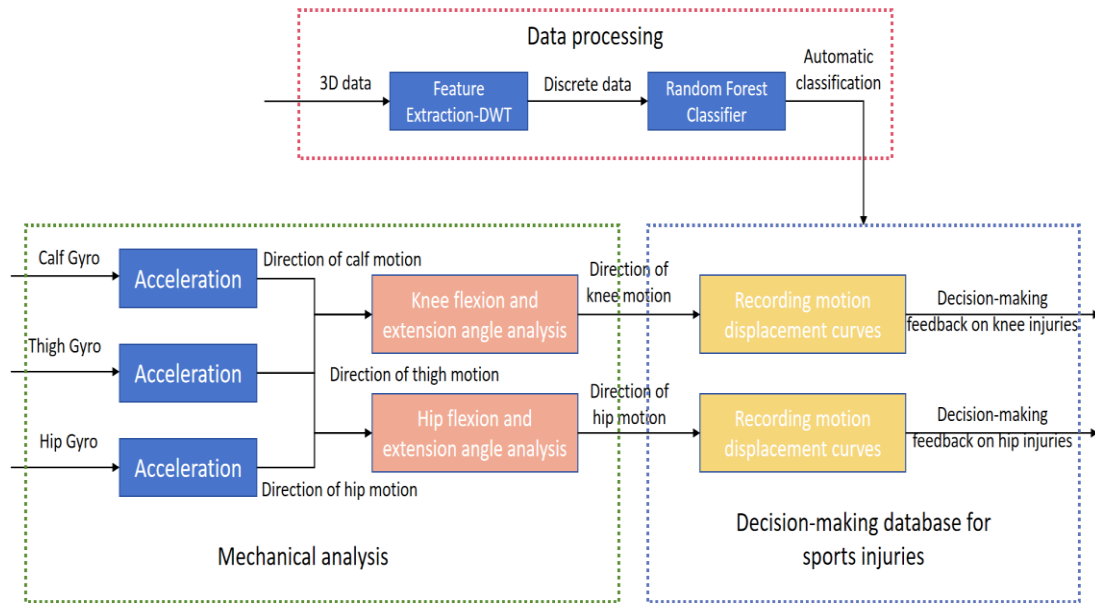 Data processing
3D data
Feature
Extraction-DWT
Discrete data
Random Forest
Classifier
Automatic
classification
Calf Gyro
Acceleration
Direction of calf motion
Thigh Gyro
Acceleration
Direction of thigh motion
Hip Gyro
Acceleration
Direction of hip motion
Knee flexion and
extension angle analysis
Hip flexion and
extension angle analysis
Mechanical analysis
Direction of
knee motion
Direction of
hip motion
Recording motion
displacement curves
Decision-making
feedback on knee injuries
Recording motion
displacement curves
Decision-making
feedback on hip injuries
Decision-making database for
sports injuries